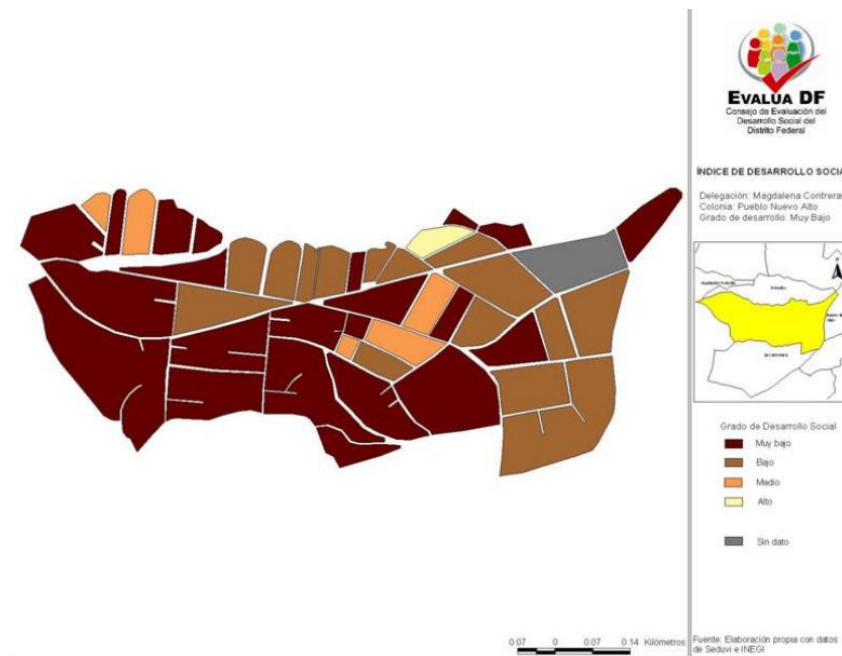 EVALUA DF
Consejo de Evaluación del
Desarrollo Social del
Distrito Federal
ÍNDICE DE DESARROLLO SOCIA
Delegación: Magdalena Contrera
Colonia: Pueblo Nuevo Alto
Grado de desarrollo: Muy Bajo
Grado de Desarrollo Social
Muy bajo
Bajo
Medio
Alto
Sin dato
0.07 0 0.07 0.14 Kilómetros
Fuente: Elaboración propia con datos
de Seduvi e INEGI